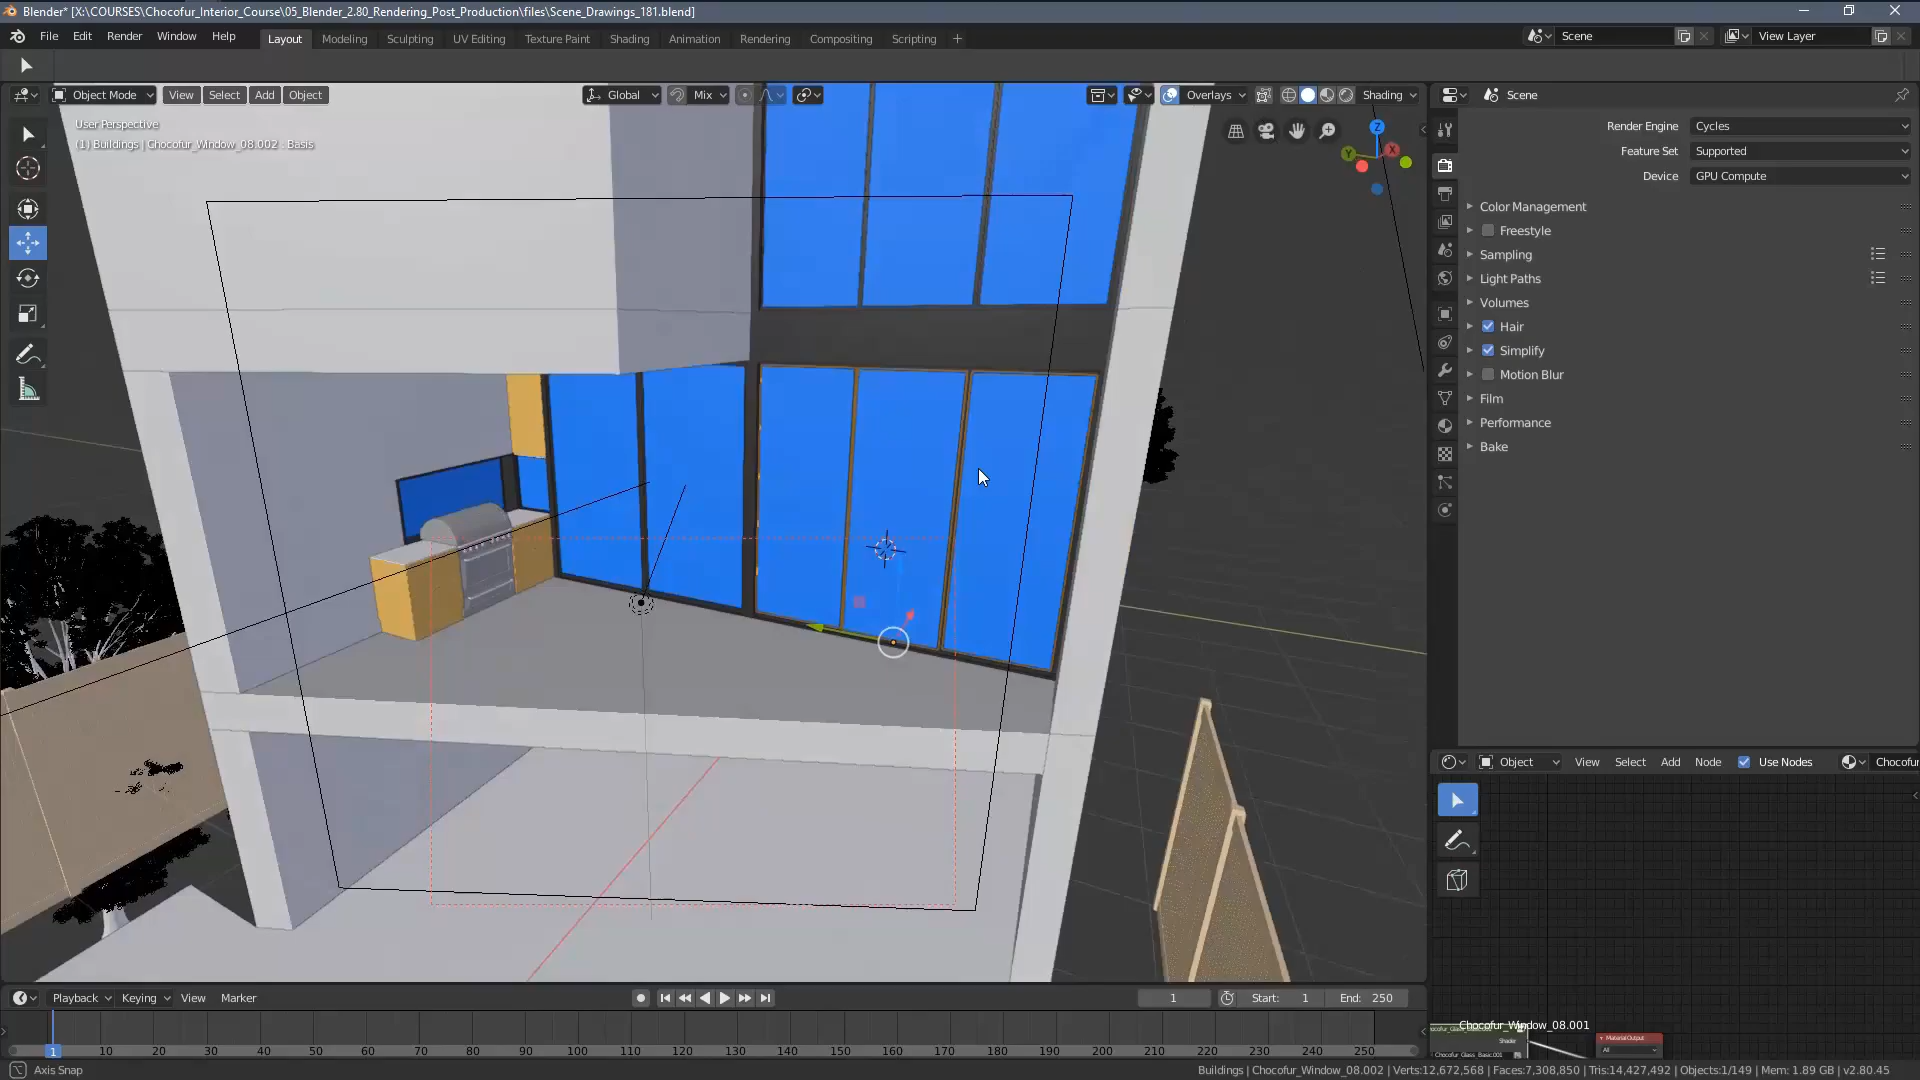 Blender* [X:\COURSES\Chocofur_Interior_Course\05_Blender_2.80_Rendering_Post_Production\files\Scene_Drawings_181.blend]
File Edit Render Window Help Layout Modeling Sculpting UV Editing Texture Paint Shading Animation Rendering Compositing Scripting + Scene View Layer
Object Mode View Select Add Object Global Mix Overlays Shading Scene
User Perspective
(1) Buildings | Chocofur_Window_08.002 : Basis
Z
Y
X
Render Engine Cycles
Feature Set Supported
Device GPU Compute
Color Management
Freestyle
Sampling
Light Paths
Volumes
Hair
Simplify
Motion Blur
Film
Performance
Bake
Object View Select Add Node Use Nodes Chocofur
Playback Keying View Marker 1 Start: 1 End: 250
Chocofur_Window_08.001
Shader
Material Output
All
Chocofur_Glass_Basic.001
1 10 20 30 40 50 60 70 80 90 100 110 120 130 140 150 160 170 180 190 200 210 220 230 240 250
Axis Snap
Buildings | Chocofur_Window_08.002 | Verts:12,672,568 | Faces:7,308,850 | Tris:14,427,492 | Objects:1/149 | Mem: 1.89 GB | v2.80.45